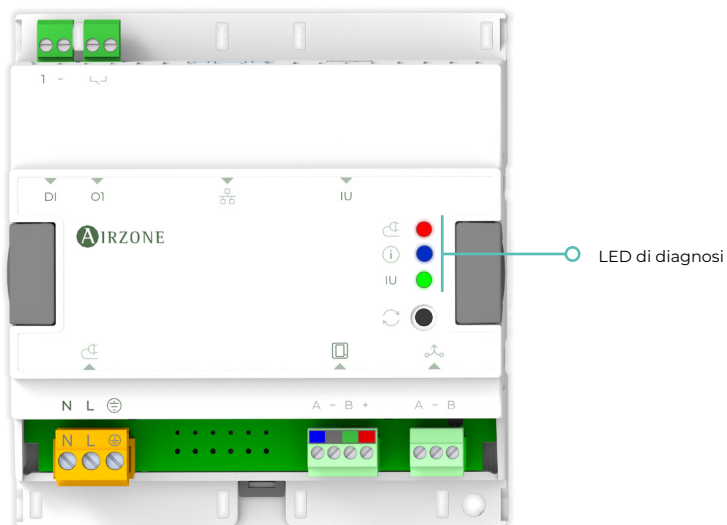 1 -
DI O1 IU
AIRZONE
LED di diagnosi
i
IU
N L
A - B +
A - B
N L